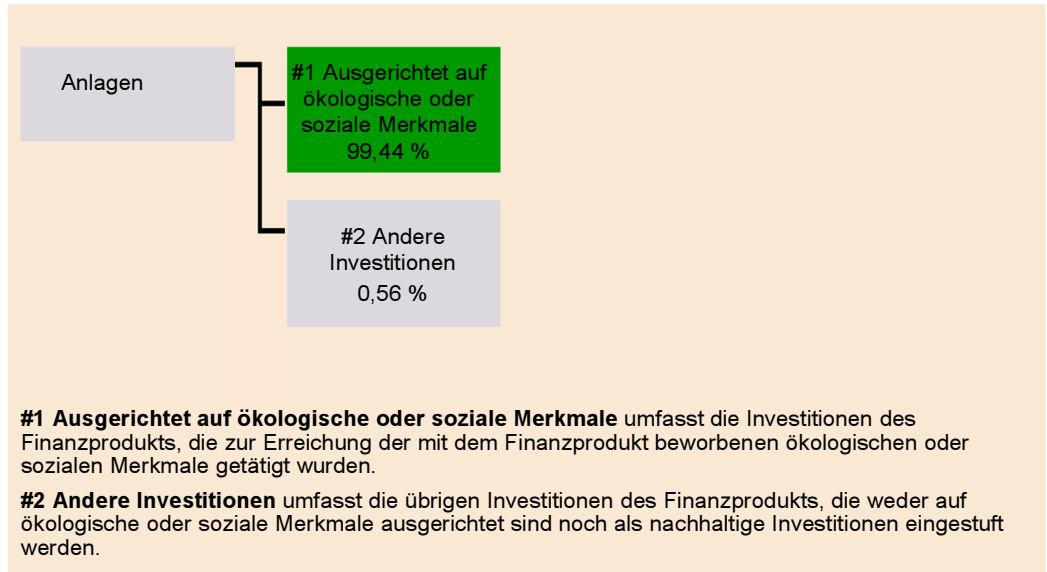 Anlagen
#1 Ausgerichtet auf
ökologische oder
soziale Merkmale
99,44 %
#2 Andere
Investitionen
0,56 %
#1 Ausgerichtet auf ökologische oder soziale Merkmale umfasst die Investitionen des
Finanzprodukts, die zur Erreichung der mit dem Finanzprodukt beworbenen ökologischen oder
sozialen Merkmale getätigt wurden.
#2 Andere Investitionen umfasst die übrigen Investitionen des Finanzprodukts, die weder auf
ökologische oder soziale Merkmale ausgerichtet sind noch als nachhaltige Investitionen eingestuft
werden.